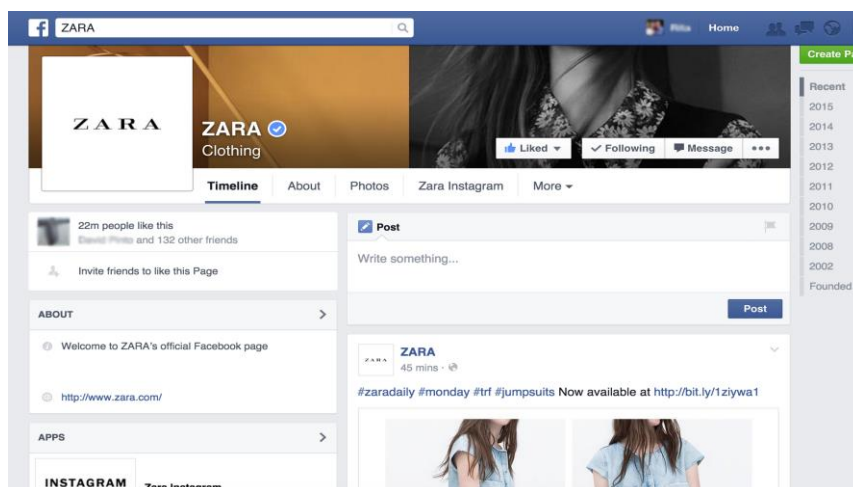 ZARA
Home
Create
ZARA
ZARA
Clothing
Liked
Following
Message
Timeline
About
Photos
Zara Instagram
More
Recent
2015
2014
2013
2012
2011
2010
2009
2008
2002
Founded
22m people like this
and 132 other friends
Invite friends to like this Page
ABOUT
Welcome to ZARA's official Facebook page
http://www.zara.com/
APPS
INSTAGRAM
Zara Instagram
Post
Write something...
Post
ZARA
ZARA
45 mins
#zaradaily #monday #trf #jumpsuits Now available at http://bit.ly/1ziywa1